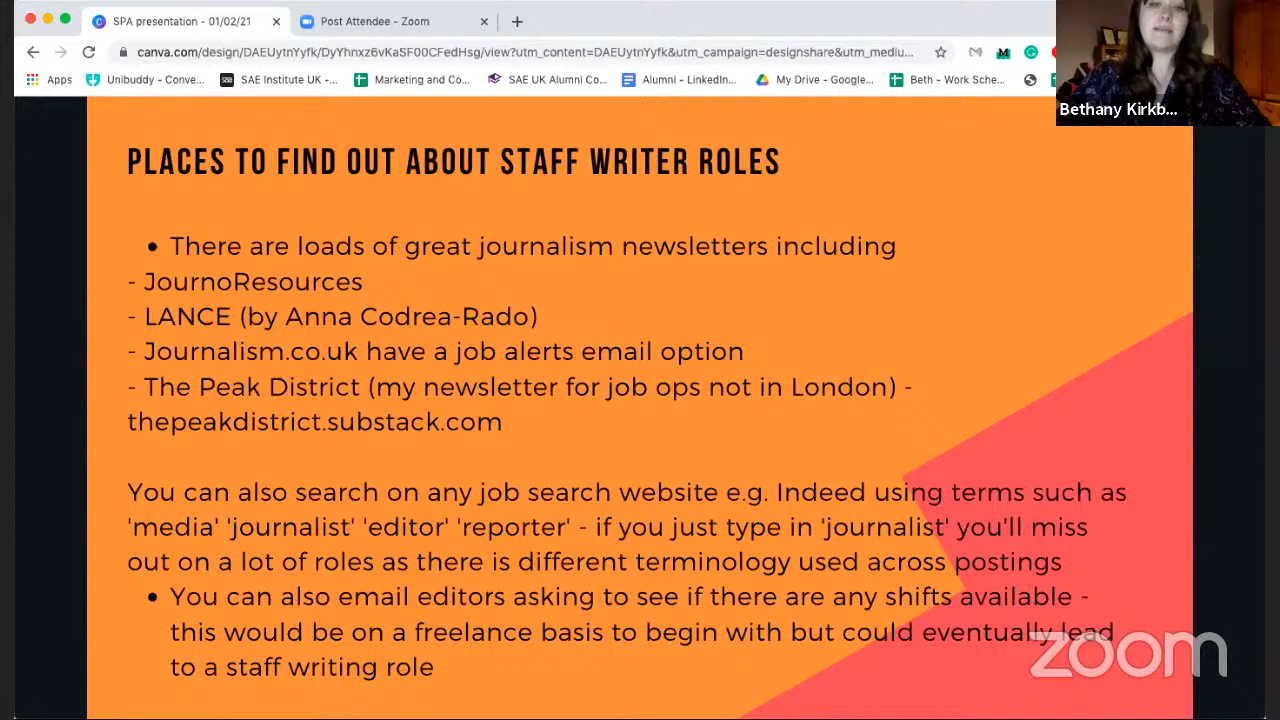 SPA presentation - 01/02/21
Post Attendee - Zoom
canva.com/design/DAEUytnYyfk/DyYhnxz6vKaSF00CFedHsg/view?utm_content=DAEUytnYyfk&utm_campaign=designshare&utm_mediu...
Apps
Unibuddy - Conve...
SAE Institute UK -...
Marketing and Co...
SAE UK Alumni Co...
Alumni - LinkedIn...
My Drive - Google...
Beth - Work Sche...
Bethany Kirkb...
PLACES TO FIND OUT ABOUT STAFF WRITER ROLES
• There are loads of great journalism newsletters including
- JournoResources
- LANCE (by Anna Codrea-Rado)
- Journalism.co.uk have a job alerts email option
- The Peak District (my newsletter for job ops not in London) -
thepeakdistrict.substack.com
You can also search on any job search website e.g. Indeed using terms such as
'media' 'journalist' 'editor' 'reporter' - if you just type in 'journalist' you'll miss
out on a lot of roles as there is different terminology used across postings
• You can also email editors asking to see if there are any shifts available -
this would be on a freelance basis to begin with but could eventually lead
to a staff writing role
zoom